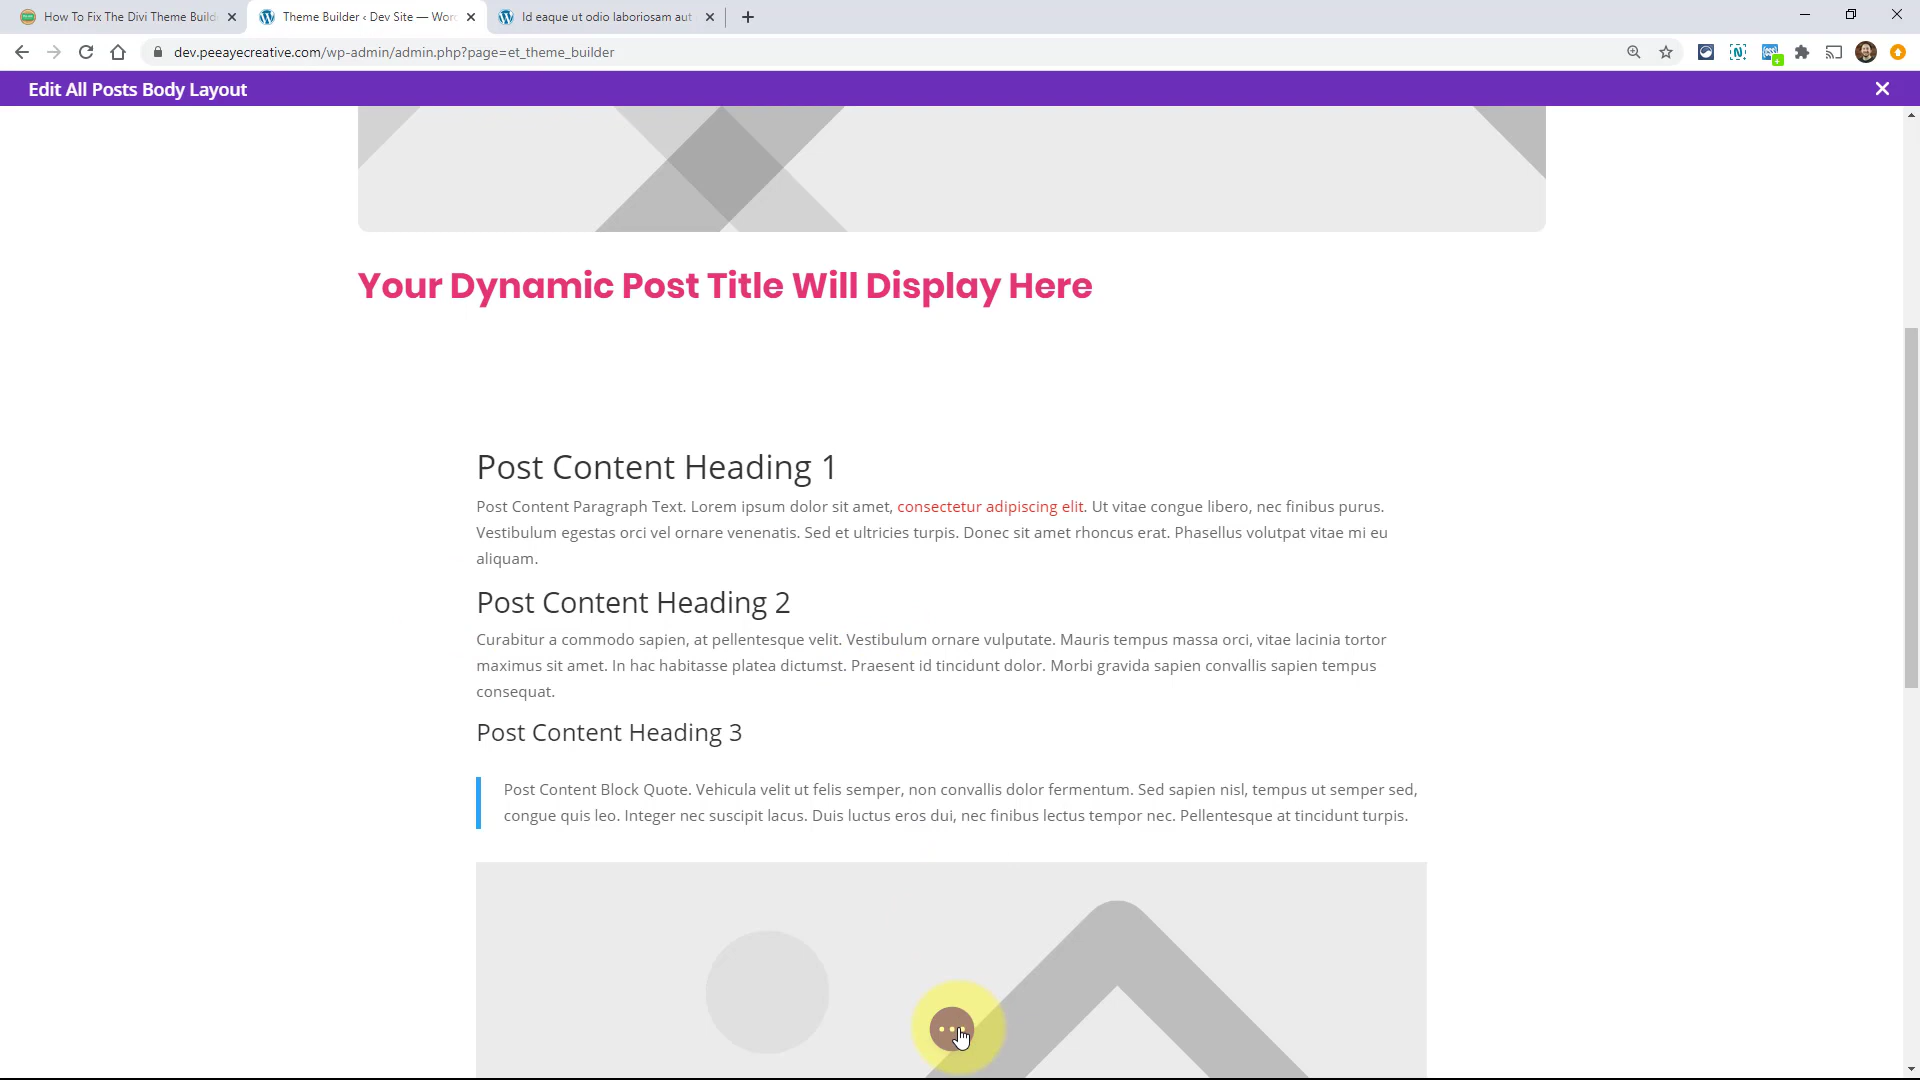 How To Fix The Divi Theme Build
Theme Builder ‹ Dev Site — Word
Id eaque ut odio laboriosam aut
dev.peeayecreative.com/wp-admin/admin.php?page=et_theme_builder
Edit All Posts Body Layout
Your Dynamic Post Title Will Display Here
Post Content Heading 1
Post Content Paragraph Text. Lorem ipsum dolor sit amet, consectetur adipiscing elit. Ut vitae congue libero, nec finibus purus.
Vestibulum egestas orci vel ornare venenatis. Sed et ultricies turpis. Donec sit amet rhoncus erat. Phasellus volutpat vitae mi eu
aliquam.
Post Content Heading 2
Curabitur a commodo sapien, at pellentesque velit. Vestibulum ornare vulputate. Mauris tempus massa orci, vitae lacinia tortor
maximus sit amet. In hac habitasse platea dictumst. Praesent id tincidunt dolor. Morbi gravida sapien convallis sapien tempus
consequat.
Post Content Heading 3
Post Content Block Quote. Vehicula velit ut felis semper, non convallis dolor fermentum. Sed sapien nisl, tempus ut semper sed,
congue quis leo. Integer nec suscipit lacus. Duis luctus eros dui, nec finibus lectus tempor nec. Pellentesque at tincidunt turpis.